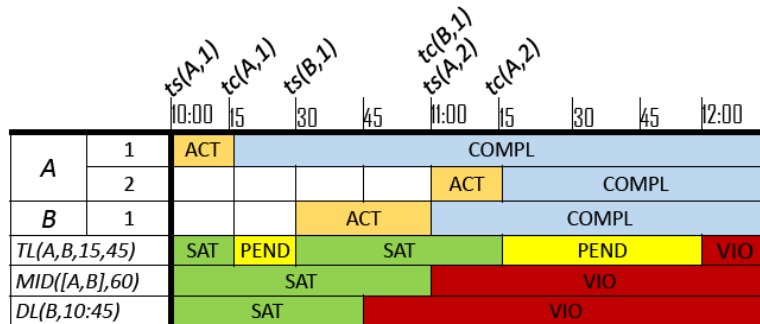 ts(A,1) tc(A,1) ts(B,1) tc(B,1) ts(A,2) tc(A,2)
10:00 15 30 45 11:00 15 30 45 12:00
A 1 ACT COMPL
2 ACT COMPL
B 1 ACT COMPL
TL(A,B,15,45) SAT PEND SAT PEND VIO
MID([A,B],60) SAT VIO
DL(B,10:45) SAT VIO